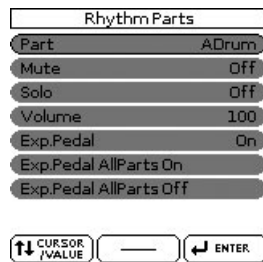 Rhythm Parts
Part ADrum
Mute Off
Solo Off
Volume 100
Exp.Pedal On
Exp.Pedal AllParts On
Exp.Pedal AllParts Off
CURSOR
/VALUE
ENTER